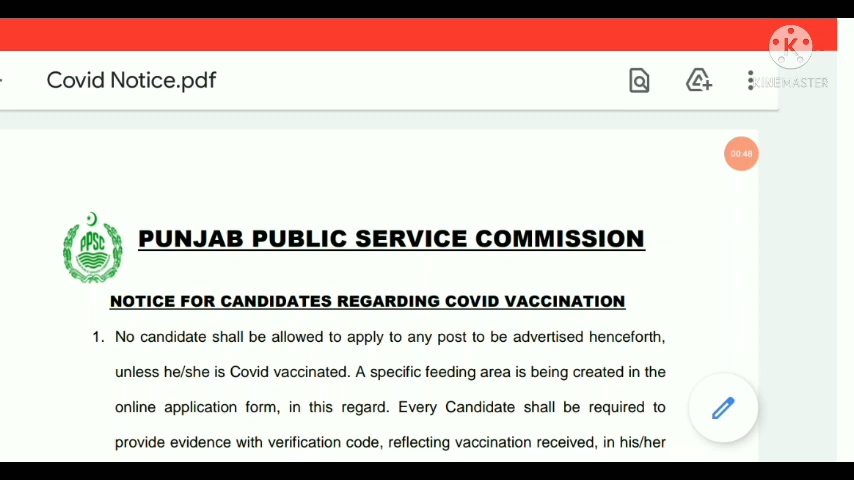 K
KINEMASTER
Covid Notice.pdf
00:48
PPSC
PUNJAB PUBLIC SERVICE COMMISSION
NOTICE FOR CANDIDATES REGARDING COVID VACCINATION
1. No candidate shall be allowed to apply to any post to be advertised henceforth,
unless he/she is Covid vaccinated. A specific feeding area is being created in the
online application form, in this regard. Every Candidate shall be required to
provide evidence with verification code, reflecting vaccination received, in his/her